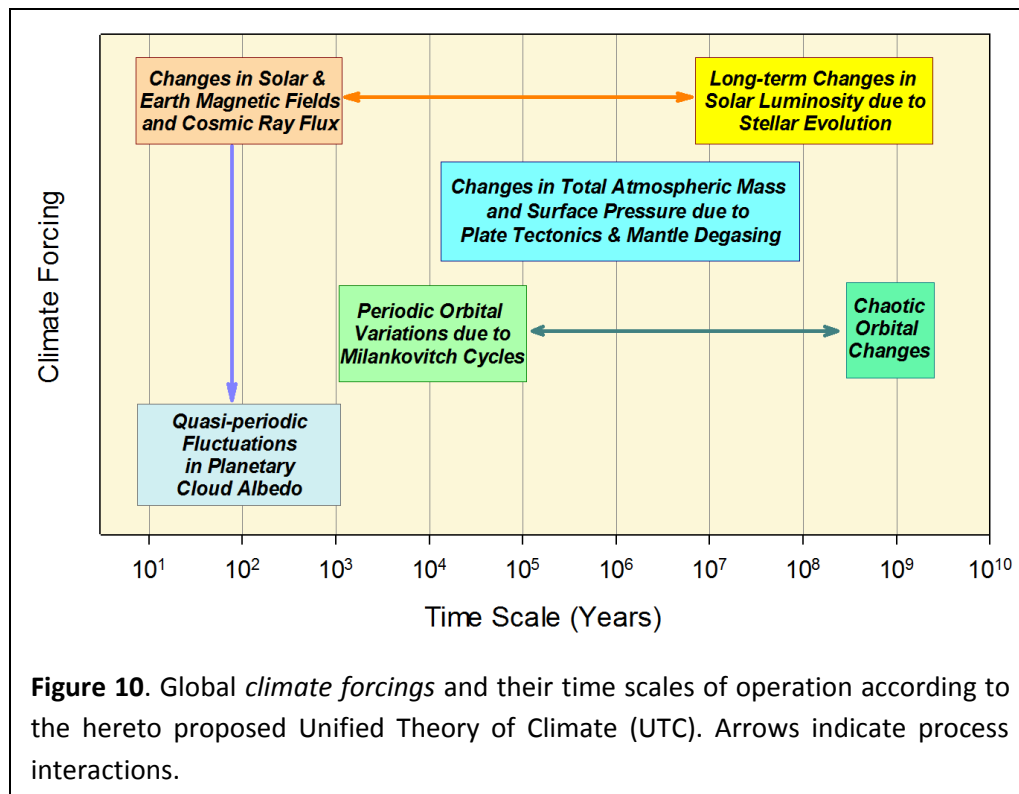 Changes in Solar &
Earth Magnetic Fields
and Cosmic Ray Flux
Long-term Changes in
Solar Luminosity due to
Stellar Evolution
Changes in Total Atmospheric Mass
and Surface Pressure due to
Plate Tectonics & Mantle Degasing
Periodic Orbital
Variations due to
Milankovitch Cycles
Chaotic
Orbital
Changes
Quasi-periodic
Fluctuations
in Planetary
Cloud Albedo
Climate Forcing
10¹ 10² 10³ 10⁴ 10⁵ 10⁶ 10⁷ 10⁸ 10⁹ 10¹⁰
Time Scale (Years)
Figure 10. Global climate forcings and their time scales of operation according to
the hereto proposed Unified Theory of Climate (UTC). Arrows indicate process
interactions.